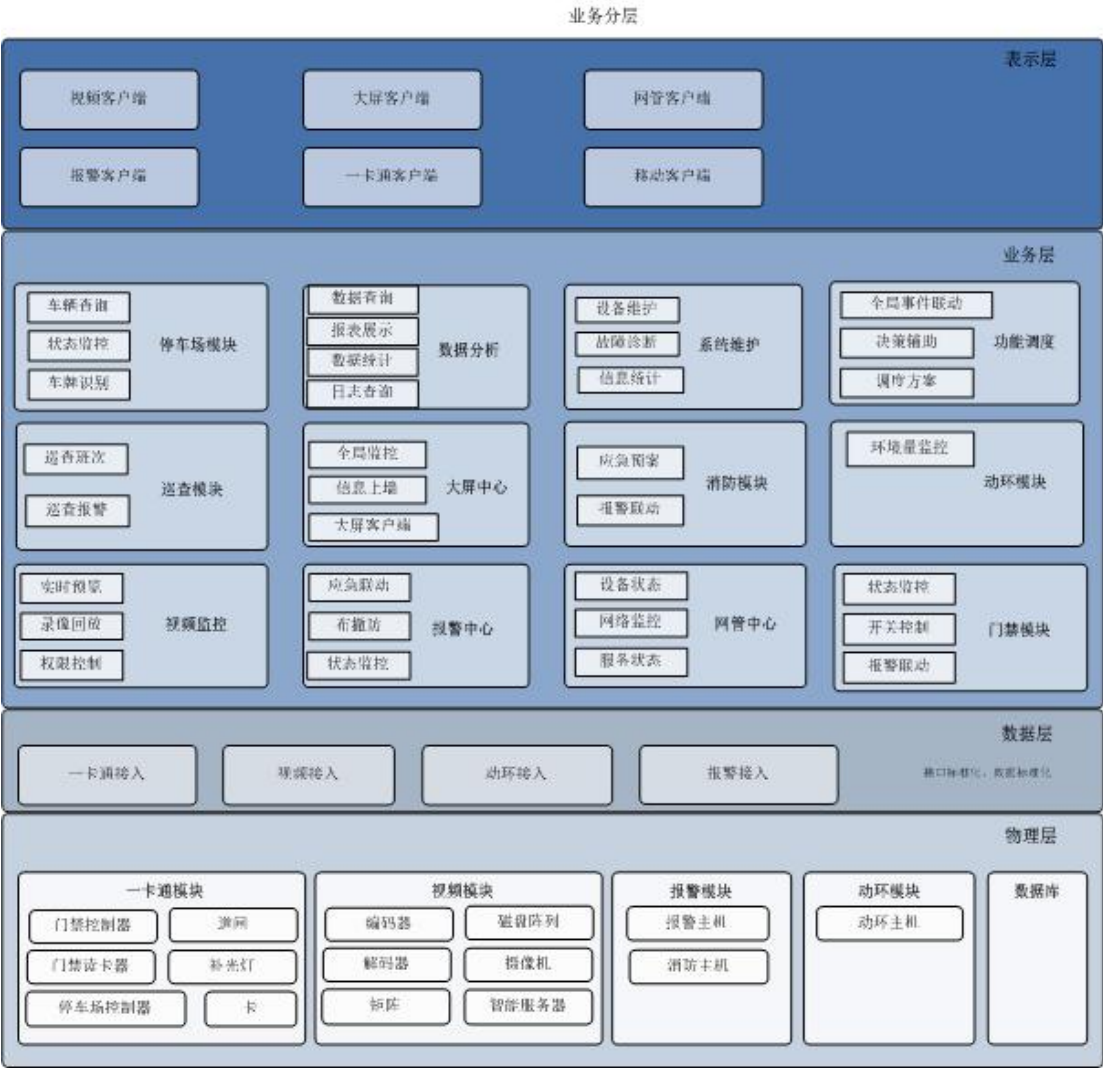 业务分层
表示层
视频客户端
大屏客户端
网管客户端
报警客户端
一卡通客户端
移动客户端
业务层
车辆查询
状态监控
车牌识别
停车场模块
数据查询
报表展示
数据统计
日志查询
数据分析
设备维护
故障诊断
信息统计
系统维护
全局事件联动
决策辅助
调度方案
功能调度
巡查班次
巡查报警
巡查模块
全局监控
信息上墙
大屏客户端
大屏中心
应急预案
报警联动
消防模块
环境量监控
动环模块
实时预览
录像回放
权限控制
视频监控
应急联动
布撤防
状态监控
报警中心
设备状态
网络监控
服务状态
网管中心
状态监控
开关控制
报警联动
门禁模块
数据层
一卡通接入
视频接入
动环接入
报警接入
接口标准化、数据标准化
物理层
一卡通模块
门禁控制器
道闸
门禁读卡器
补光灯
停车场控制器
卡
视频模块
编码器
磁盘阵列
解码器
摄像机
矩阵
智能服务器
报警模块
报警主机
消防主机
动环模块
动环主机
数据库